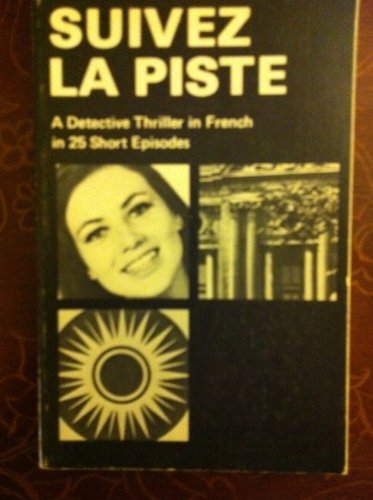 SUIVEZ
LA PISTE
A Detective Thriller in French
in 25 Short Episodes